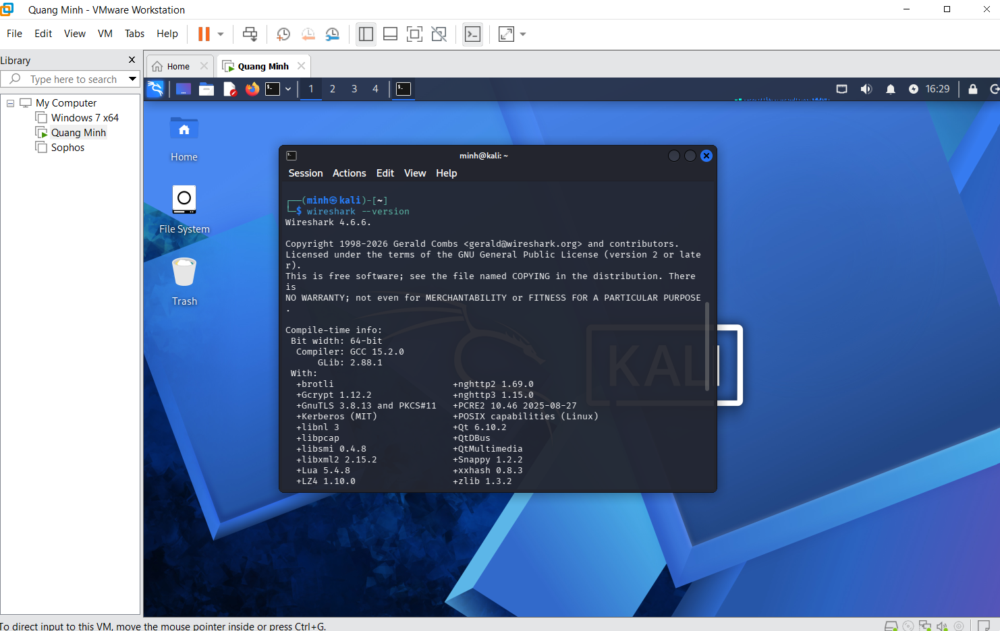 Quang Minh - VMware Workstation
File Edit View VM Tabs Help
Library
Type here to search
My Computer
Windows 7 x64
Quang Minh
Sophos
Home
Quang Minh
1 2 3 4
16:29
Home
File System
Trash
KALI
minh@kali: ~
Session Actions Edit View Help
┌──(minh㉿kali)-[~]
└─$ wireshark --version
Wireshark 4.6.6.
Copyright 1998-2026 Gerald Combs <gerald@wireshark.org> and contributors.
Licensed under the terms of the GNU General Public License (version 2 or late
r).
This is free software; see the file named COPYING in the distribution. There
is
NO WARRANTY; not even for MERCHANTABILITY or FITNESS FOR A PARTICULAR PURPOSE
.
Compile-time info:
Bit width: 64-bit
Compiler: GCC 15.2.0
GLib: 2.88.1
With:
+brotli +nghttp2 1.69.0
+Gcrypt 1.12.2 +nghttp3 1.15.0
+GnuTLS 3.8.13 and PKCS#11 +PCRE2 10.46 2025-08-27
+Kerberos (MIT) +POSIX capabilities (Linux)
+libnl 3 +Qt 6.10.2
+libpcap +QtDBus
+libsmi 0.4.8 +QtMultimedia
+libxml2 2.15.2 +Snappy 1.2.2
+Lua 5.4.8 +xxhash 0.8.3
+LZ4 1.10.0 +zlib 1.3.2
To direct input to this VM, move the mouse pointer inside or press Ctrl+G.